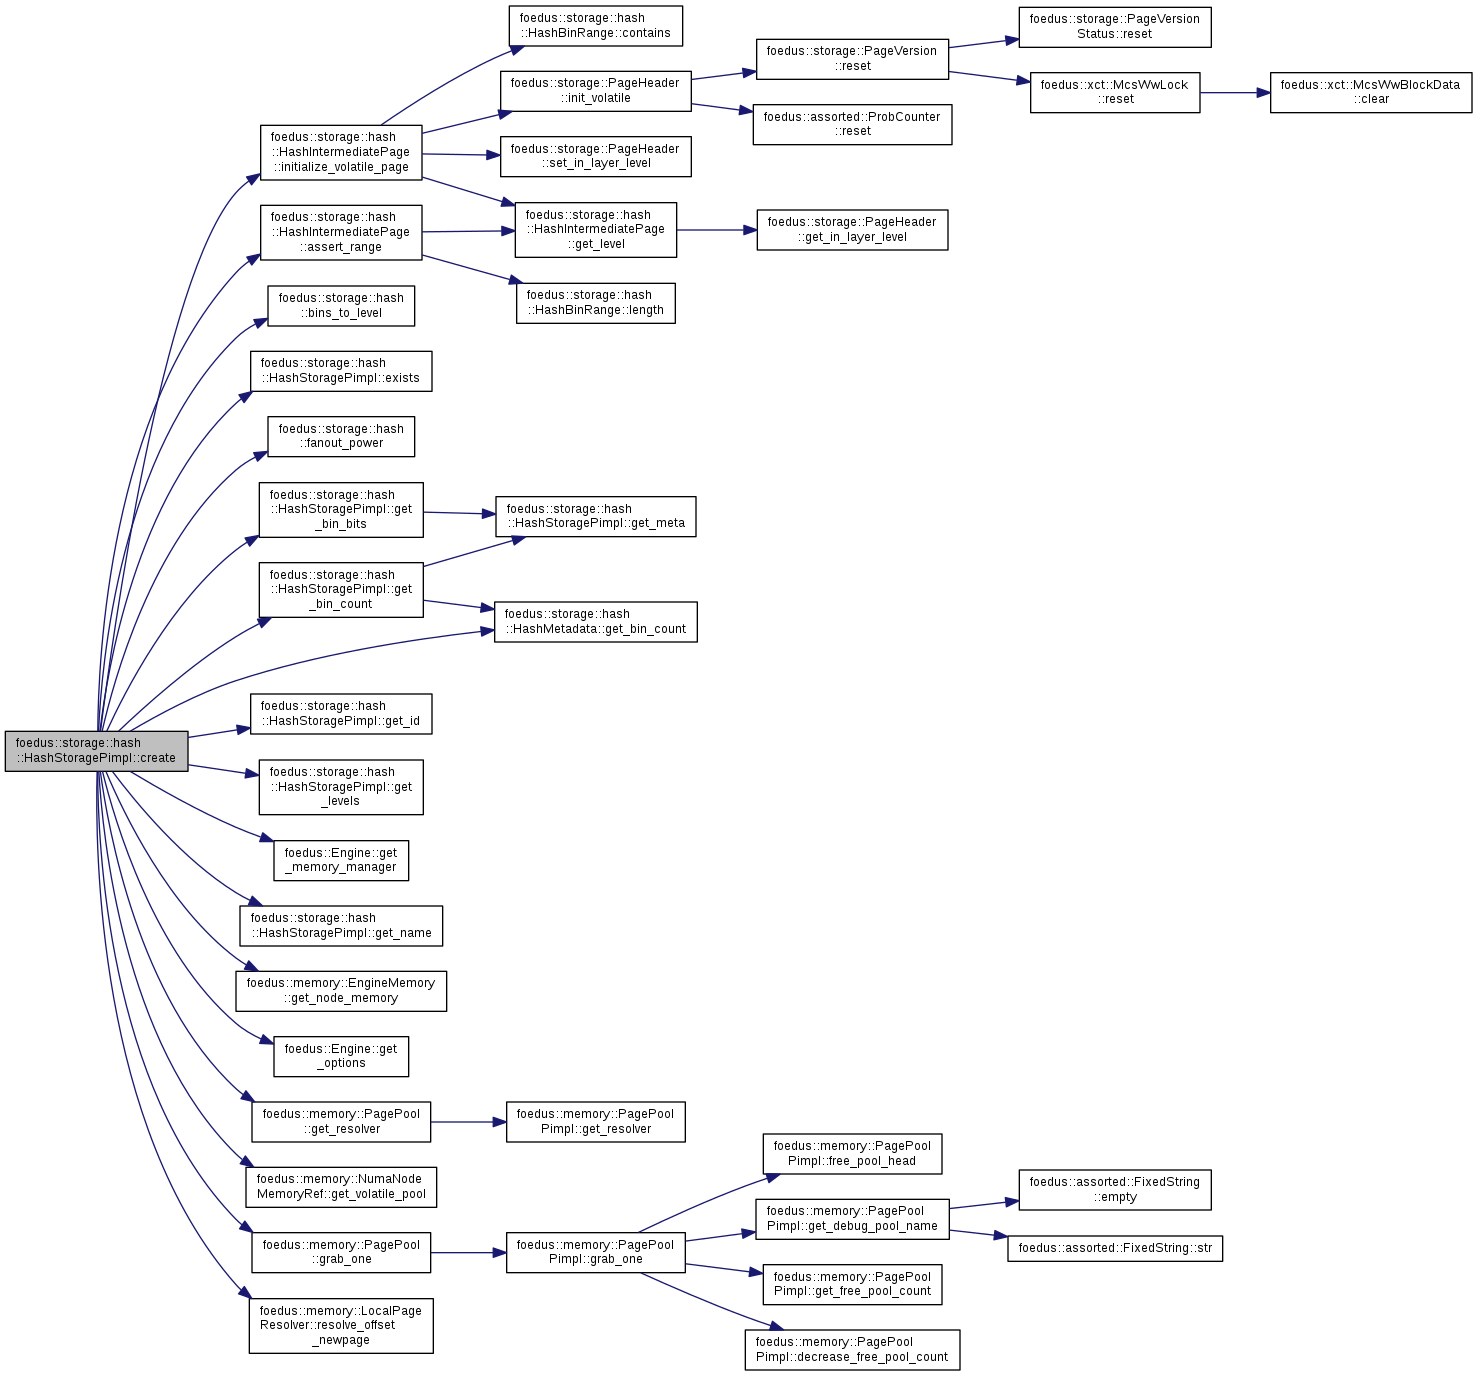 foedus::storage::hash
::HashStoragePimpl::create
foedus::storage::hash
::HashIntermediatePage
::initialize_volatile_page
foedus::storage::hash
::HashIntermediatePage
::assert_range
foedus::storage::hash
::bins_to_level
foedus::storage::hash
::HashStoragePimpl::exists
foedus::storage::hash
::fanout_power
foedus::storage::hash
::HashStoragePimpl::get
_bin_bits
foedus::storage::hash
::HashStoragePimpl::get
_bin_count
foedus::storage::hash
::HashStoragePimpl::get_id
foedus::storage::hash
::HashStoragePimpl::get
_levels
foedus::Engine::get
_memory_manager
foedus::storage::hash
::HashStoragePimpl::get_name
foedus::memory::EngineMemory
::get_node_memory
foedus::Engine::get
_options
foedus::memory::PagePool
::get_resolver
foedus::memory::NumaNode
MemoryRef::get_volatile_pool
foedus::memory::PagePool
::grab_one
foedus::memory::LocalPage
Resolver::resolve_offset
_newpage
foedus::storage::hash
::HashBinRange::contains
foedus::storage::PageHeader
::init_volatile
foedus::storage::PageHeader
::set_in_layer_level
foedus::storage::hash
::HashIntermediatePage
::get_level
foedus::storage::hash
::HashBinRange::length
foedus::storage::hash
::HashStoragePimpl::get_meta
foedus::storage::hash
::HashMetadata::get_bin_count
foedus::memory::PagePool
Pimpl::get_resolver
foedus::memory::PagePool
Pimpl::grab_one
foedus::storage::PageVersion
::reset
foedus::assorted::ProbCounter
::reset
foedus::storage::PageHeader
::get_in_layer_level
foedus::memory::PagePool
Pimpl::free_pool_head
foedus::memory::PagePool
Pimpl::get_debug_pool_name
foedus::memory::PagePool
Pimpl::get_free_pool_count
foedus::memory::PagePool
Pimpl::decrease_free_pool_count
foedus::storage::PageVersion
Status::reset
foedus::xct::McsWwLock
::reset
foedus::assorted::FixedString
::empty
foedus::assorted::FixedString::str
foedus::xct::McsWwBlockData
::clear